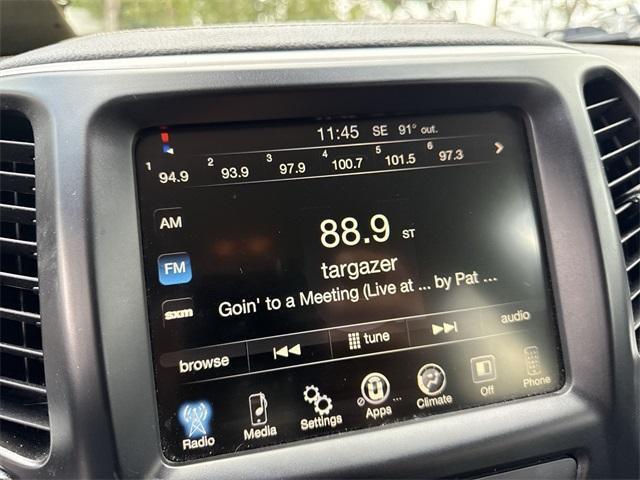 11:45 SE 91° out.
1 94.9 2 93.9 3 97.9 4 100.7 5 101.5 6 97.3
AM
88.9 ST
FM
targazer
sxm
Goin' to a Meeting (Live at ... by Pat ...
browse tune audio
Radio Media Settings Apps ... Climate Off Phone